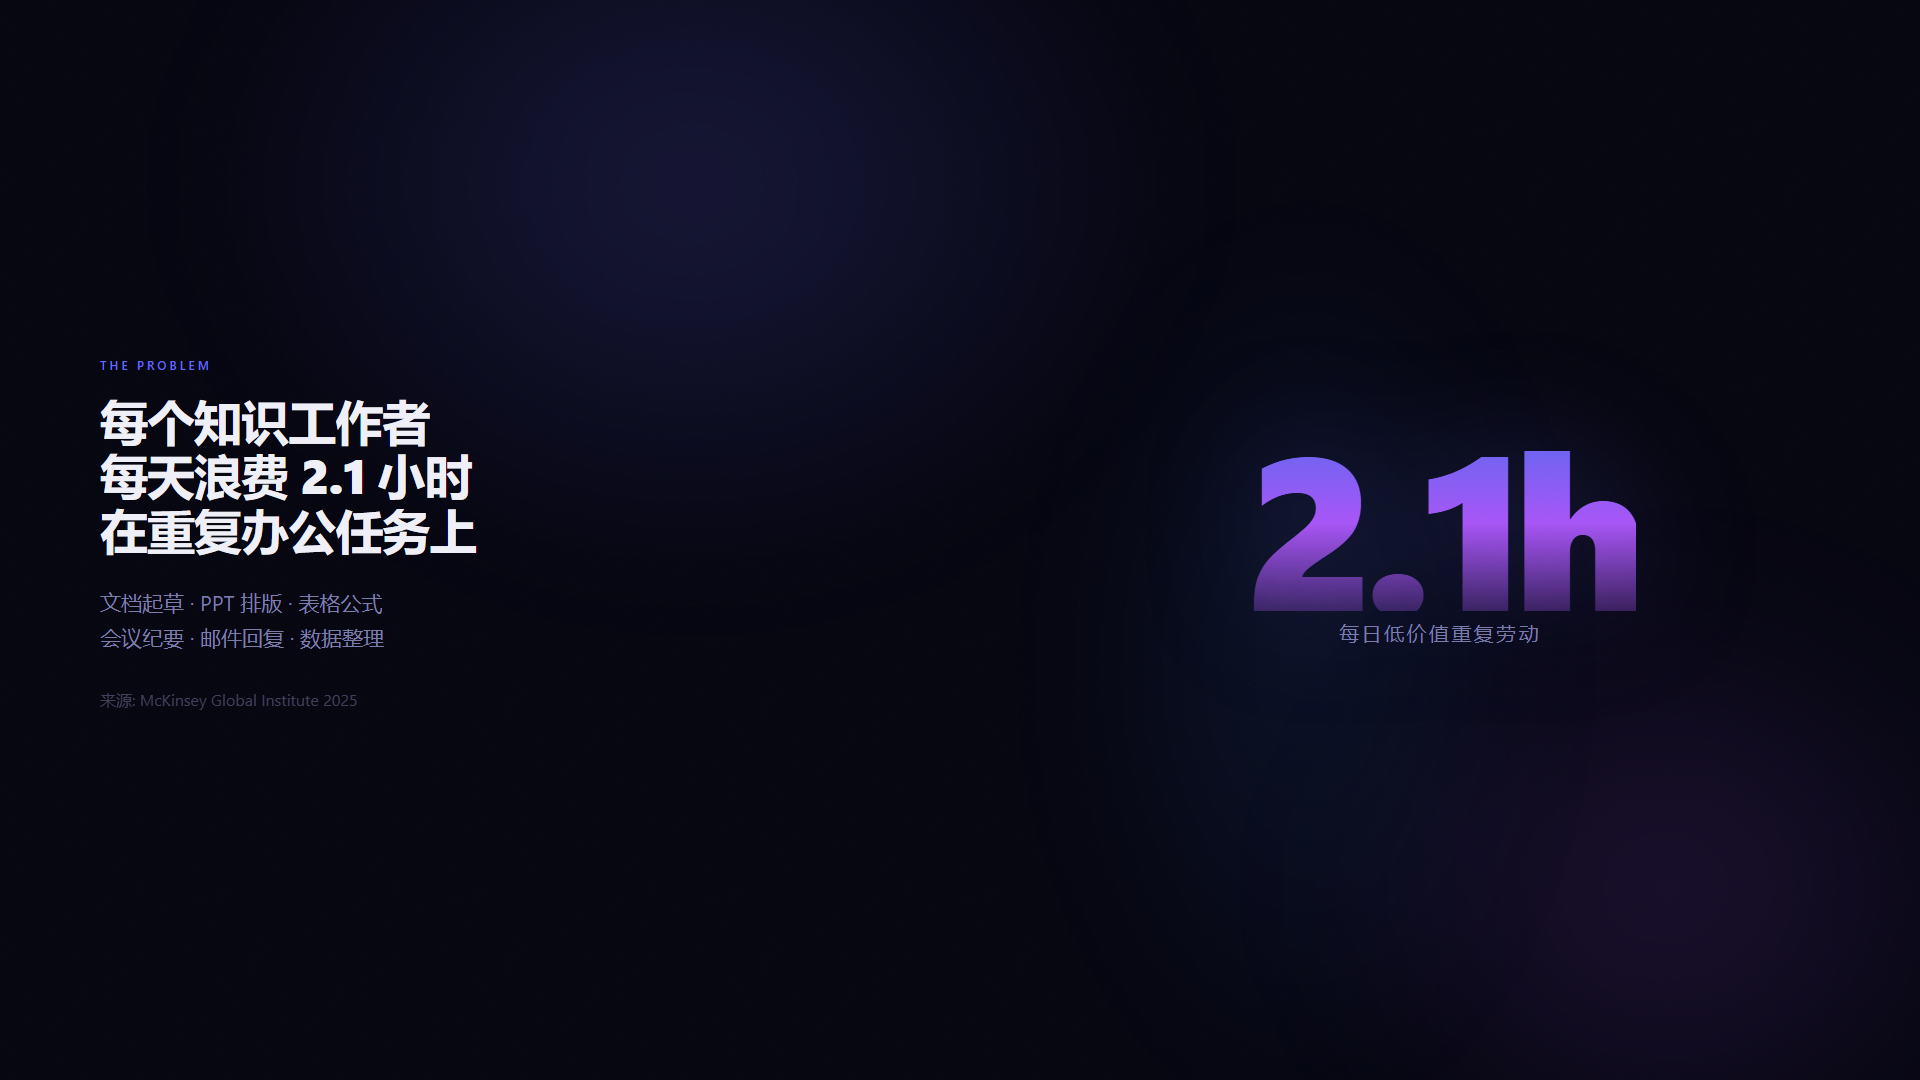 THE PROBLEM
每个知识工作者
每天浪费 2.1 小时
在重复办公任务上
文档起草 · PPT 排版 · 表格公式
会议纪要 · 邮件回复 · 数据整理
来源: McKinsey Global Institute 2025
2.1h
每日低价值重复劳动